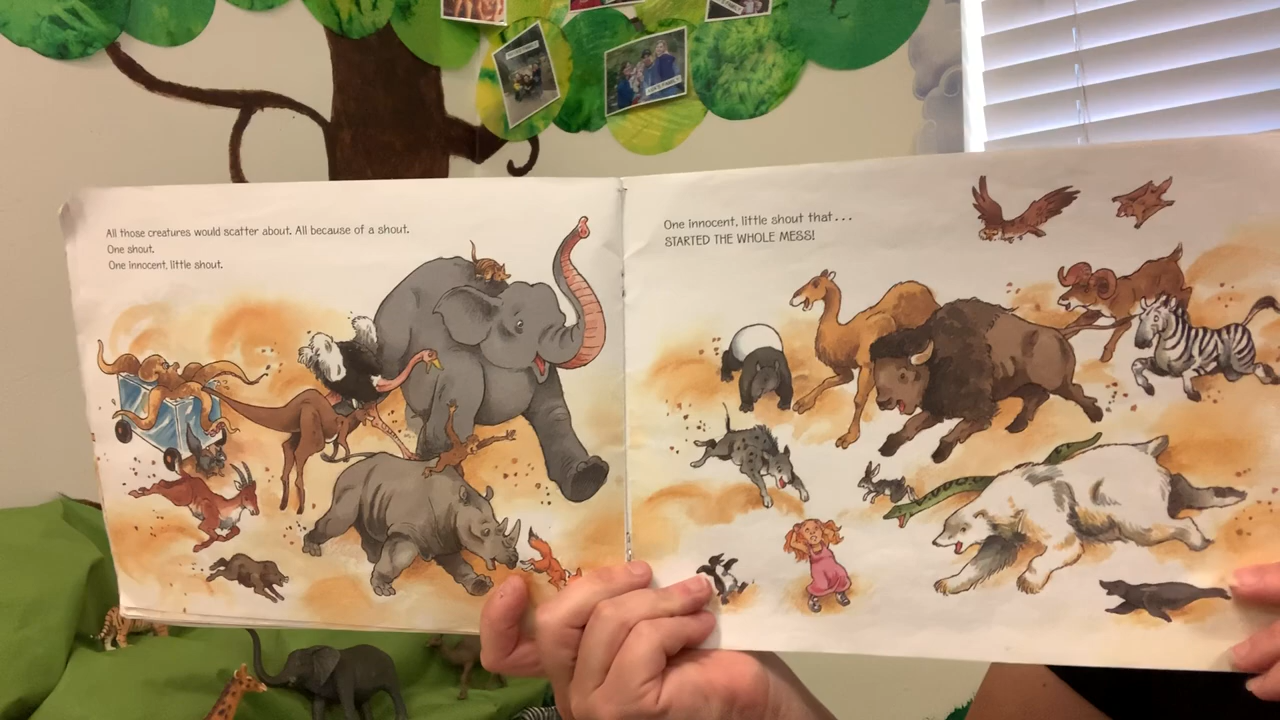 All those creatures would scatter about. All because of a shout.
One shout.
One innocent, little shout.
One innocent, little shout that...
STARTED THE WHOLE MESS!